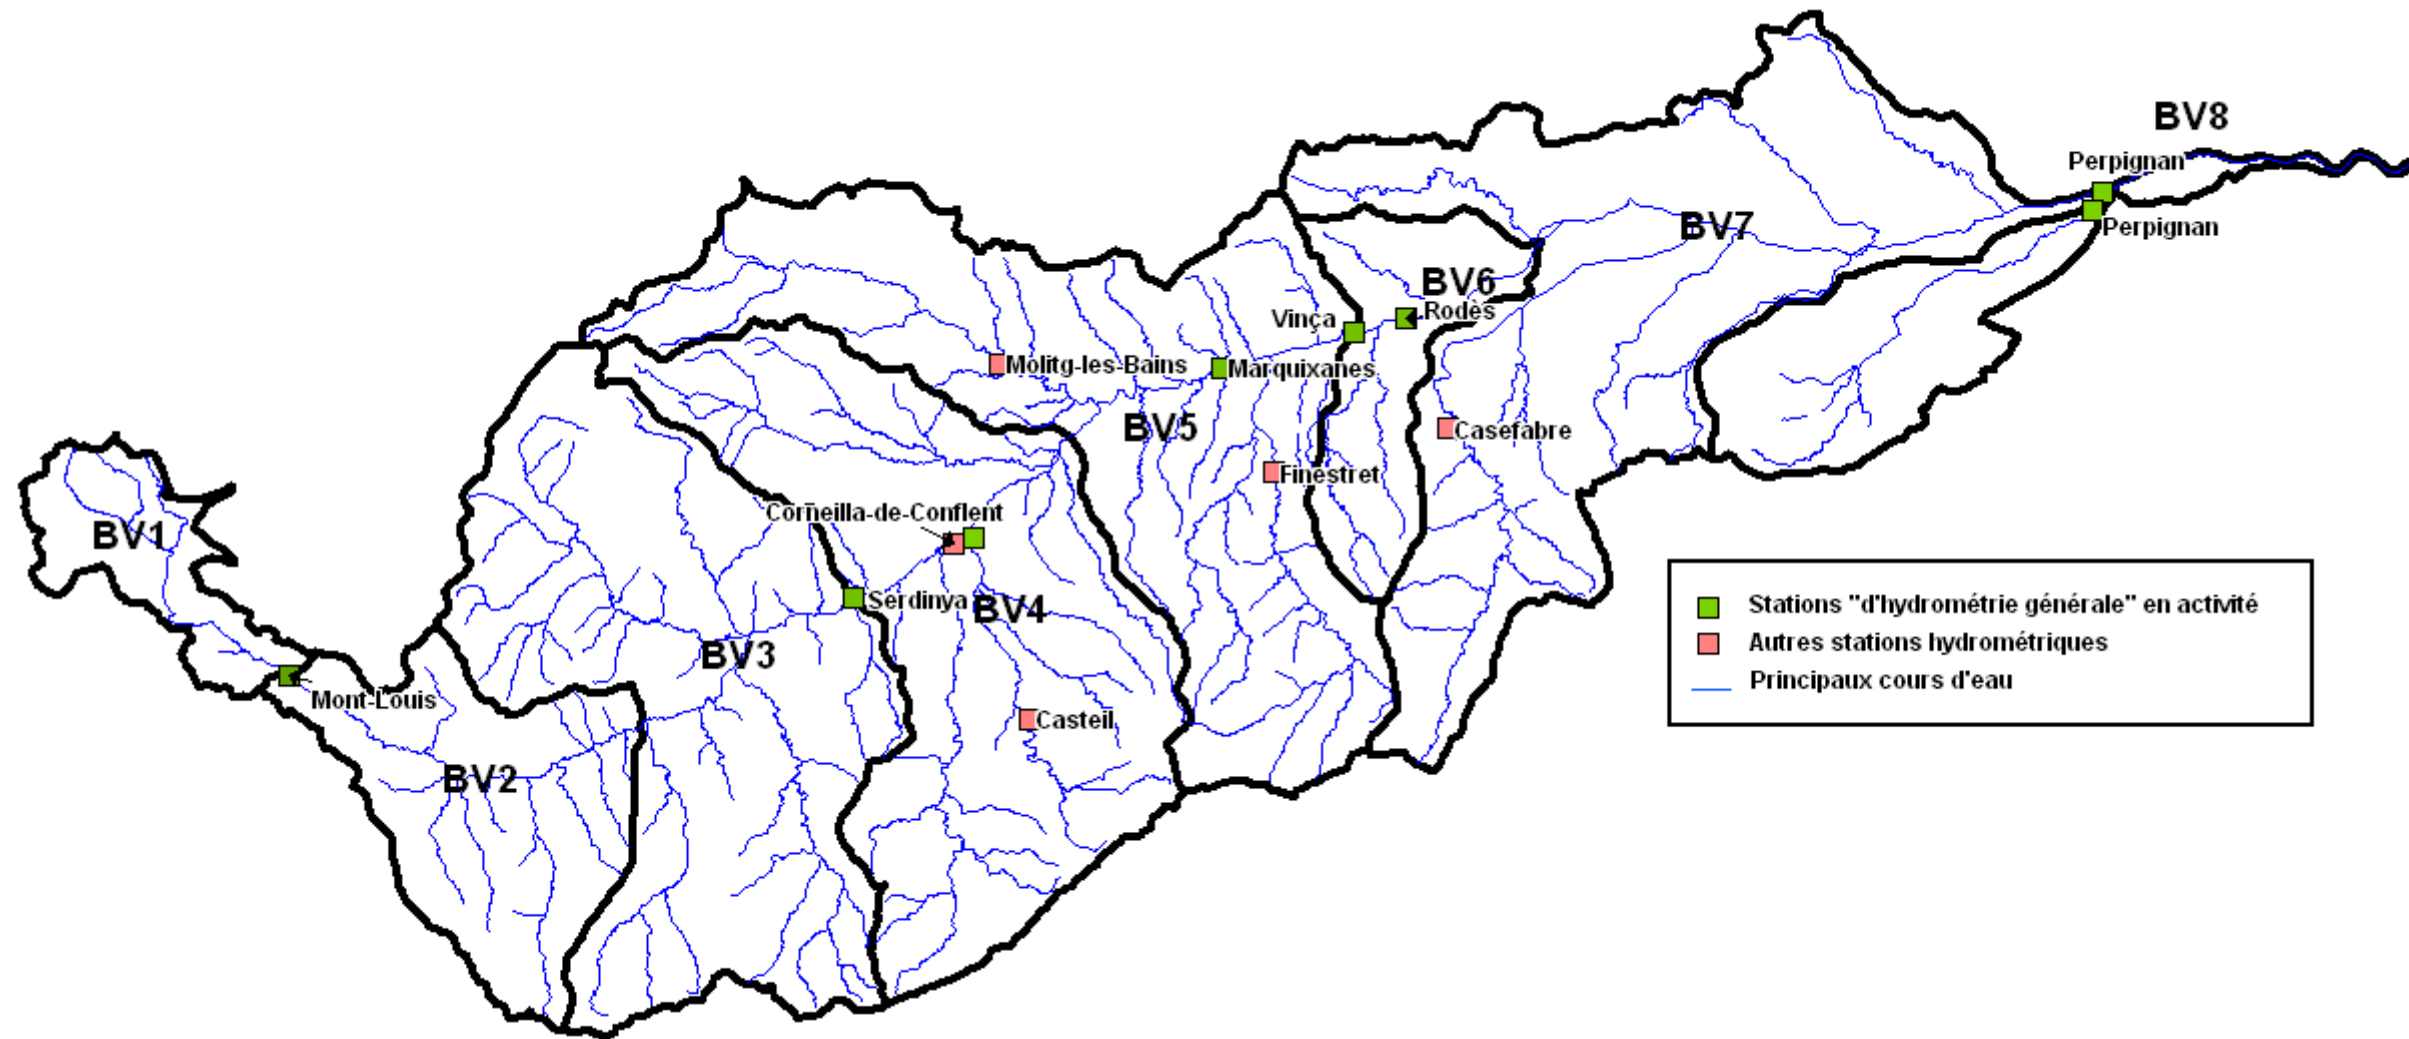 BV8
Perpignan
Perpignan
BV7
BV6
Rodès
Vinça
Molitg-les-Bains
Marquixanes
BV5
Casefabre
Finestret
Corneilla-de-Conflent
BV1
Serdinya
BV4
BV3
Mont-Louis
Casteil
BV2
Stations "d'hydrométrie générale" en activité
Autres stations hydrométriques
Principaux cours d'eau